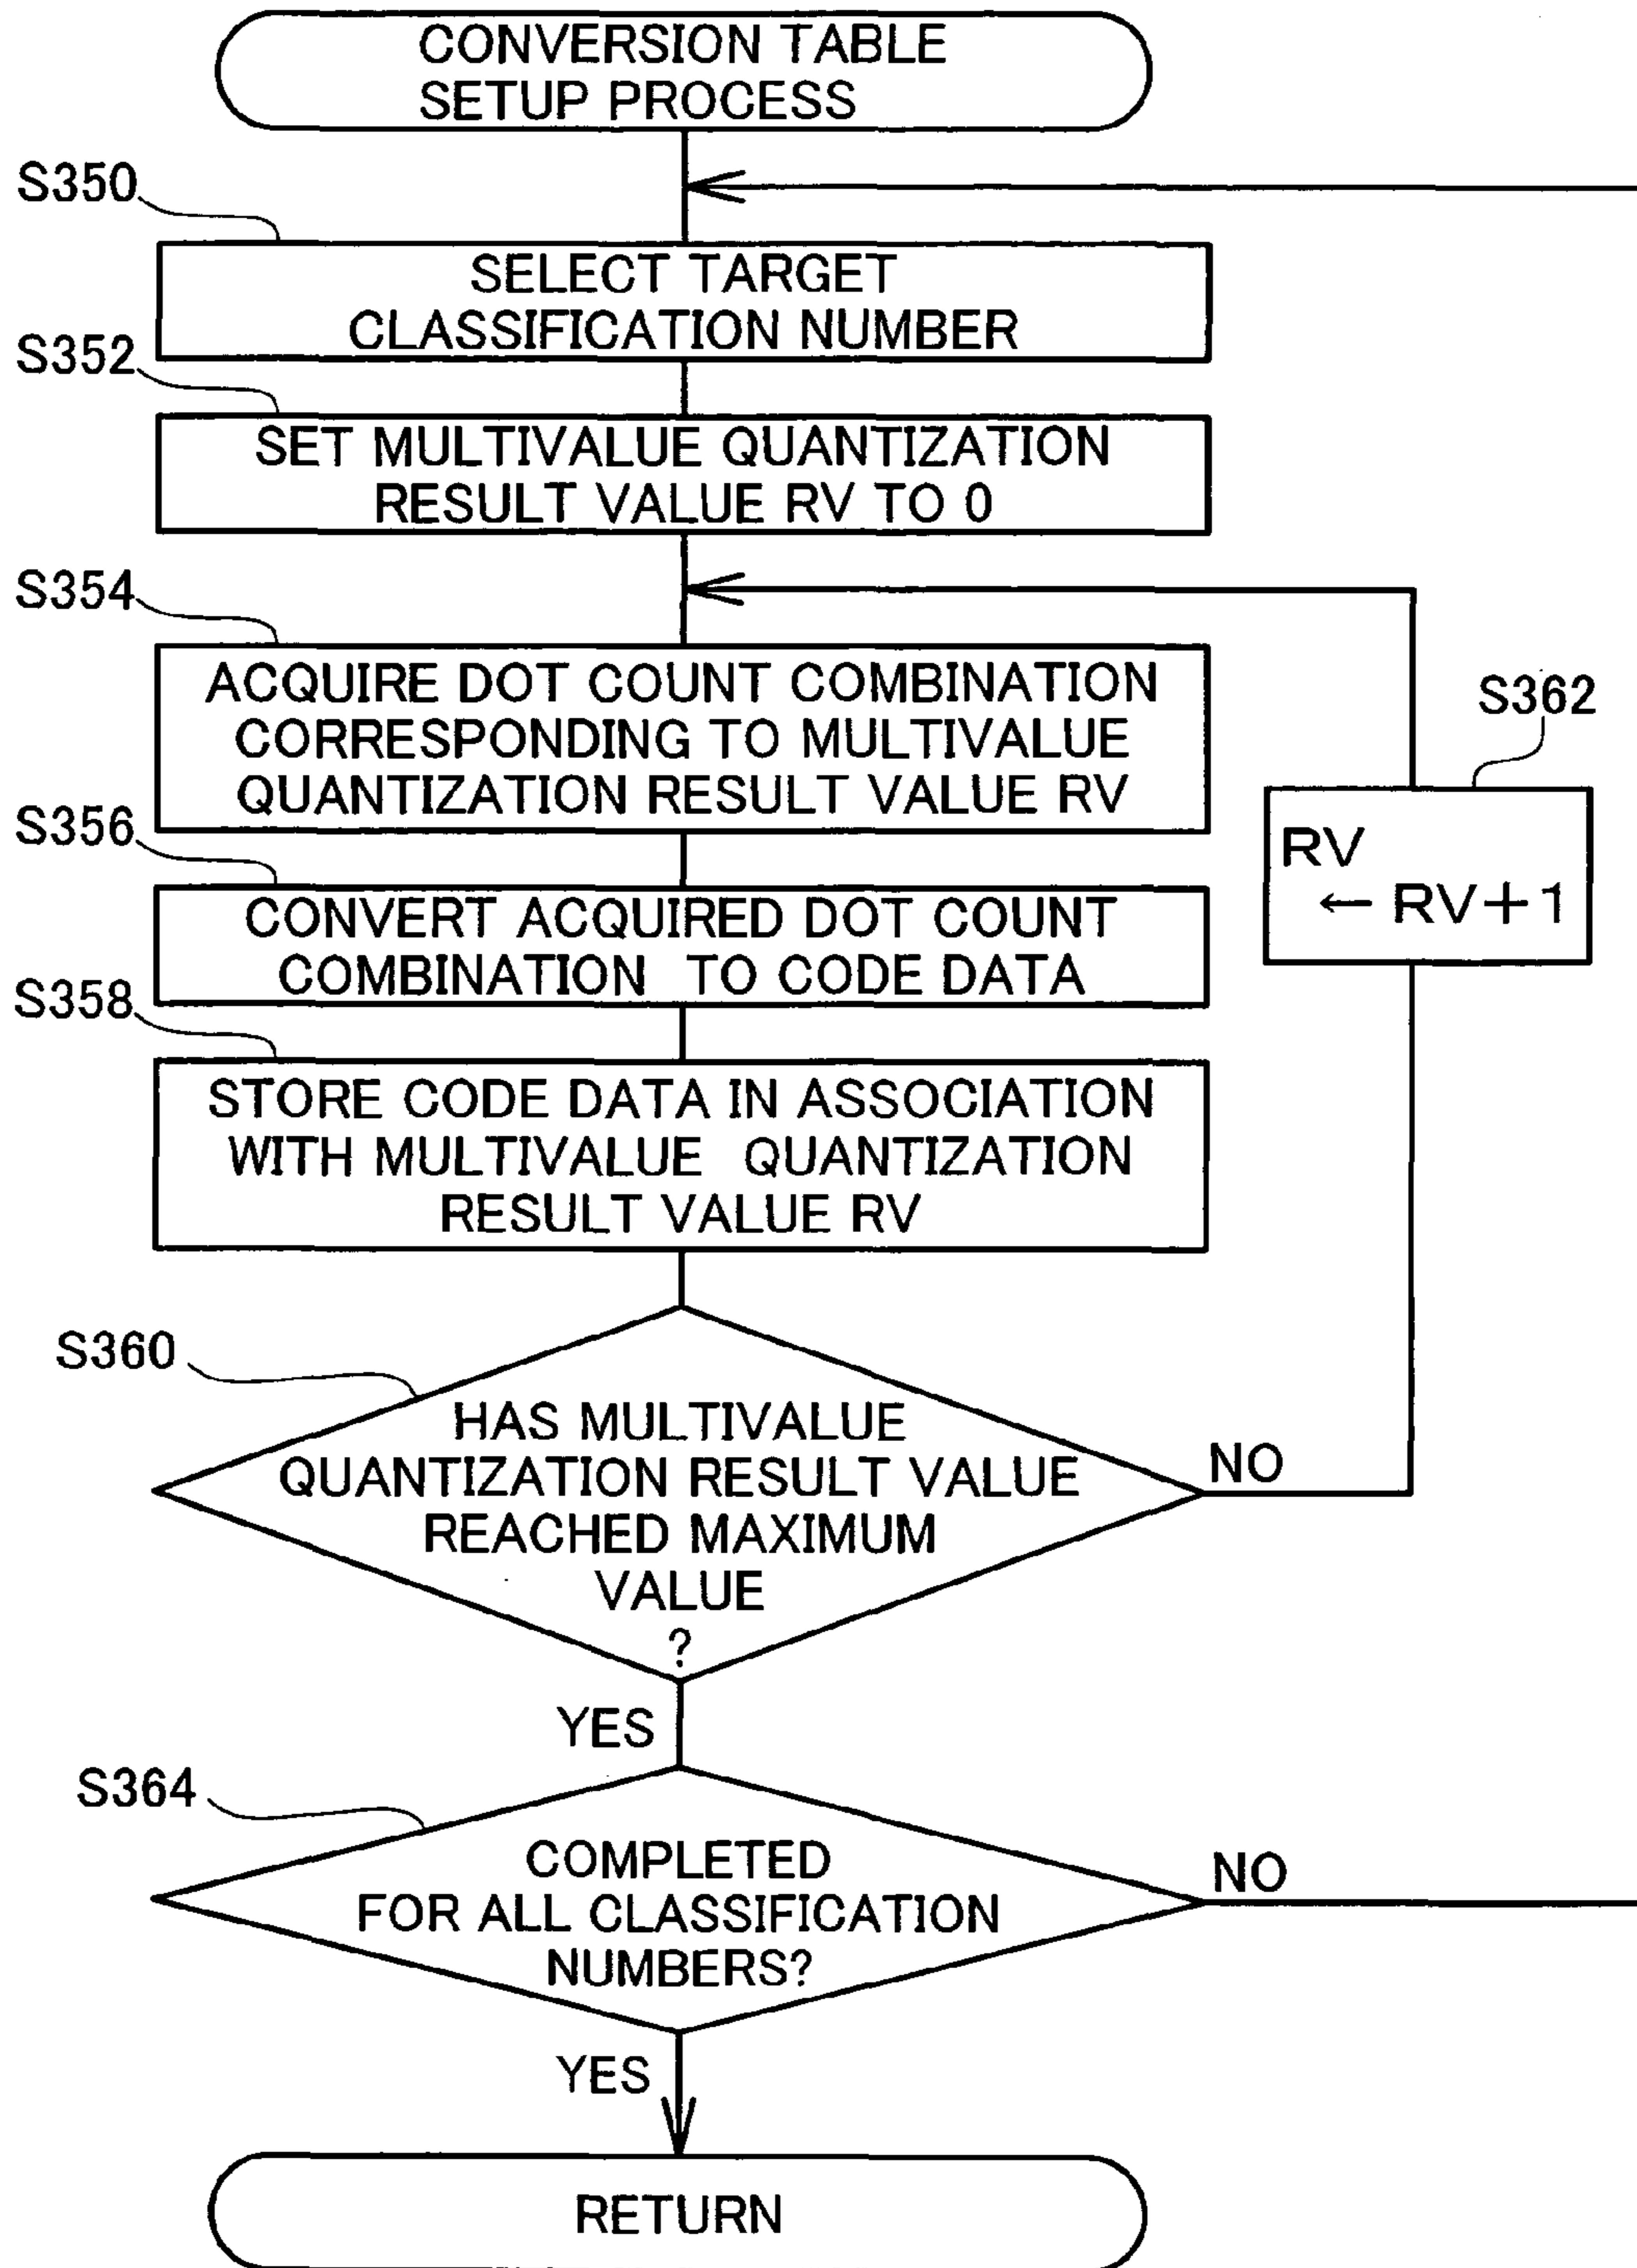 CONVERSION TABLE
SETUP PROCESS
S350
SELECT TARGET
CLASSIFICATION NUMBER
S352
SET MULTIVALUE QUANTIZATION
RESULT VALUE RV TO 0
S354
ACQUIRE DOT COUNT COMBINATION
CORRESPONDING TO MULTIVALUE
QUANTIZATION RESULT VALUE RV
S362
RV
← RV+1
S356
CONVERT ACQUIRED DOT COUNT
COMBINATION TO CODE DATA
S358
STORE CODE DATA IN ASSOCIATION
WITH MULTIVALUE QUANTIZATION
RESULT VALUE RV
S360
HAS MULTIVALUE
QUANTIZATION RESULT VALUE
REACHED MAXIMUM
VALUE
?
NO
YES
S364
COMPLETED
FOR ALL CLASSIFICATION
NUMBERS?
NO
YES
RETURN